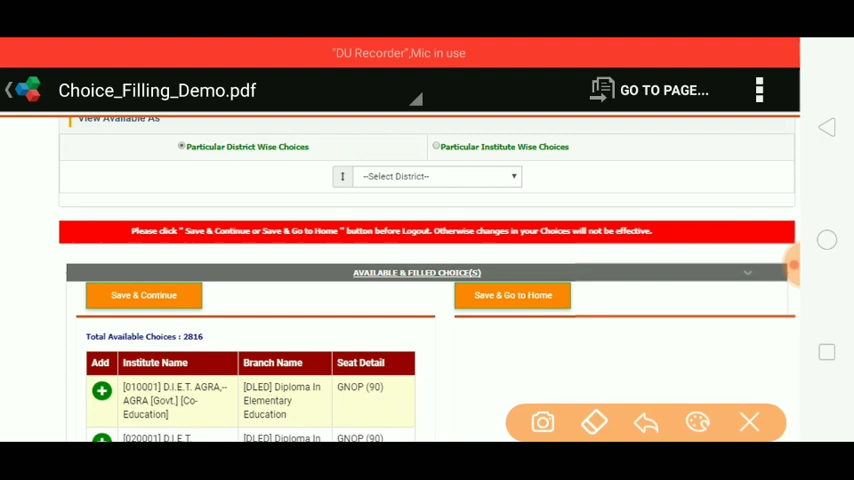 "DU Recorder",Mic in use
Choice_Filling_Demo.pdf
GO TO PAGE...
View Available As
Particular District Wise Choices
Particular Institute Wise Choices
--Select District--
Please click " Save & Continue or Save & Go to Home " button before Logout. Otherwise changes in your Choices will not be effective.
AVAILABLE & FILLED CHOICE(S)
Save & Continue
Save & Go to Home
Total Available Choices : 2816
Add Institute Name Branch Name Seat Detail
[010001] D.I.E.T. AGRA,-- [DLED] Diploma In GNOP (90)
AGRA [Govt.] [Co- Elementary
Education] Education
[020001] D.I.E.T. [DLED] Diploma In GNOP (90)